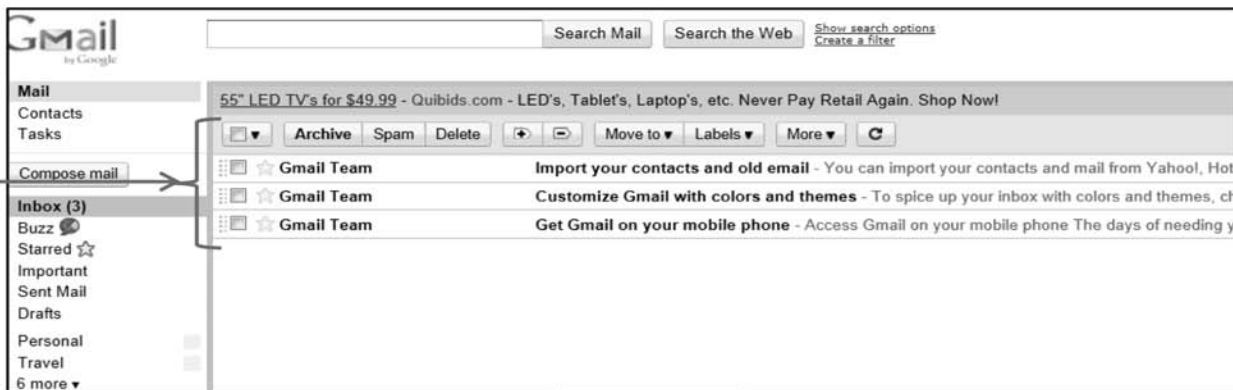 Gmail
by Google
Search Mail Search the Web Show search options
Create a filter
Mail
Contacts
Tasks
Compose mail
Inbox (3)
Buzz
Starred
Important
Sent Mail
Drafts
Personal
Travel
6 more
55" LED TV's for $49.99 - Quibids.com - LED's, Tablet's, Laptop's, etc. Never Pay Retail Again. Shop Now!
Archive Spam Delete Move to Labels More
Gmail Team Import your contacts and old email - You can import your contacts and mail from Yahoo!, Hot
Gmail Team Customize Gmail with colors and themes - To spice up your inbox with colors and themes, ch
Gmail Team Get Gmail on your mobile phone - Access Gmail on your mobile phone The days of needing y